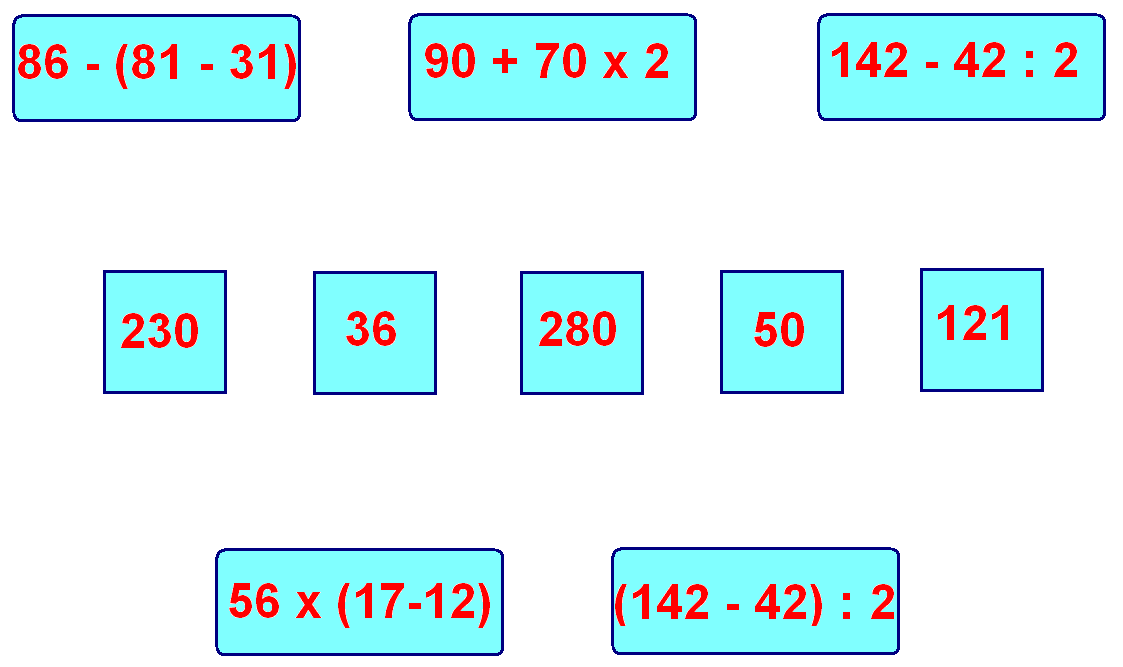 86 - (81 - 31)
90 + 70 x 2
142 - 42 : 2
230
36
280
50
121
56 x (17-12)
(142 - 42) : 2